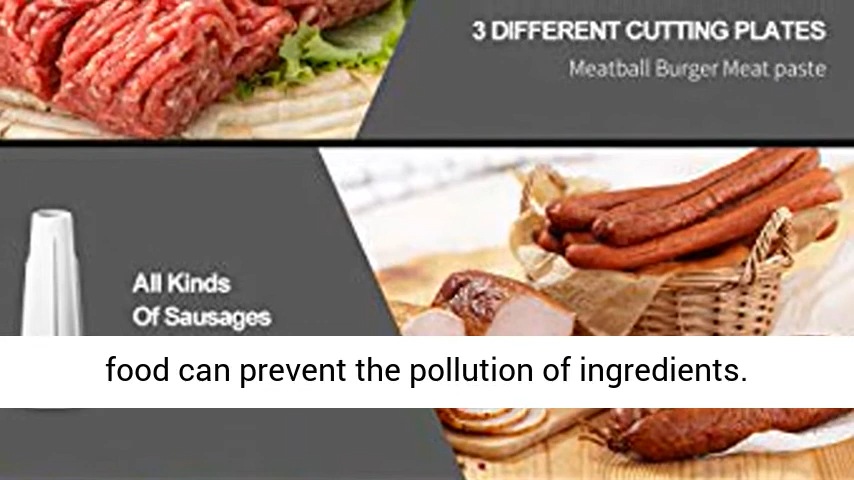 3 DIFFERENT CUTTING PLATES
Meatball Burger Meat paste
All Kinds
Of Sausages
food can prevent the pollution of ingredients.